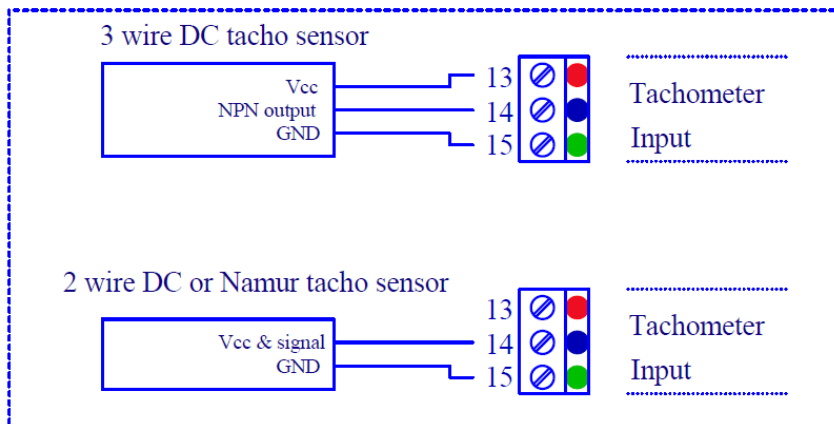 3 wire DC tacho sensor
Vcc
NPN output
GND
13
14
15
Tachometer
Input
2 wire DC or Namur tacho sensor
Vcc & signal
GND
13
14
15
Tachometer
Input